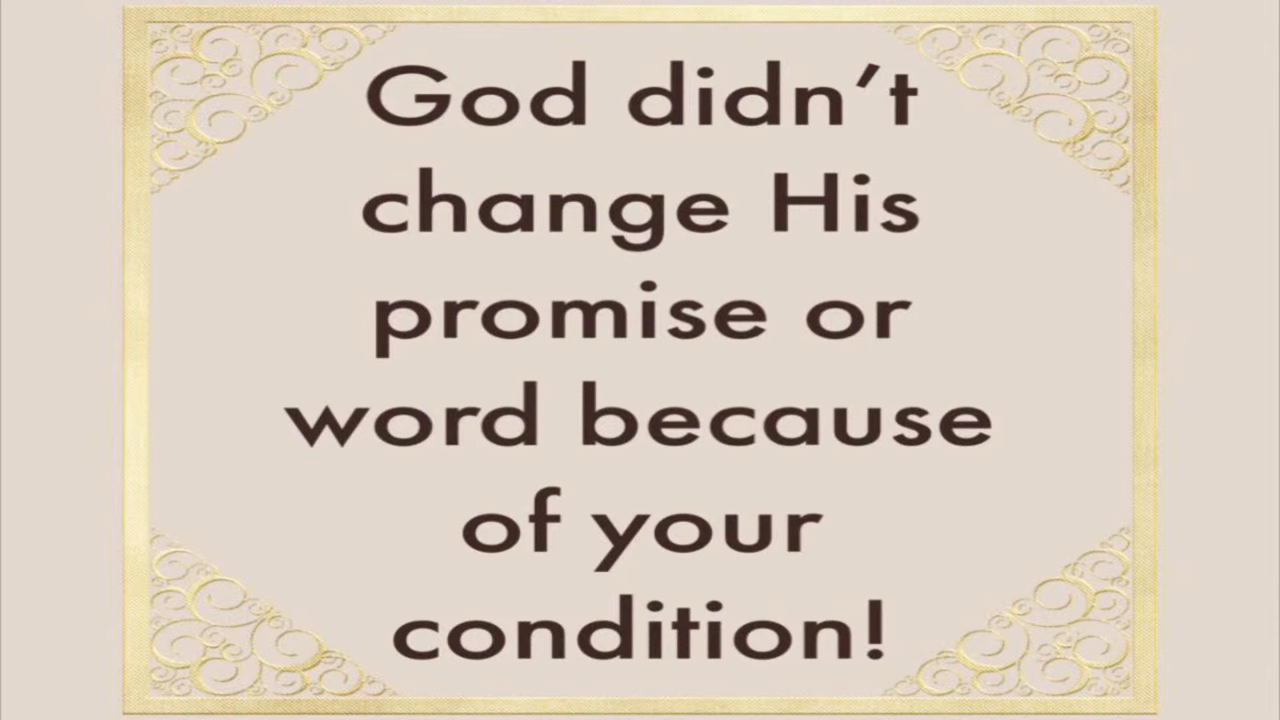 God didn’t
change His
promise or
word because
of your
condition!